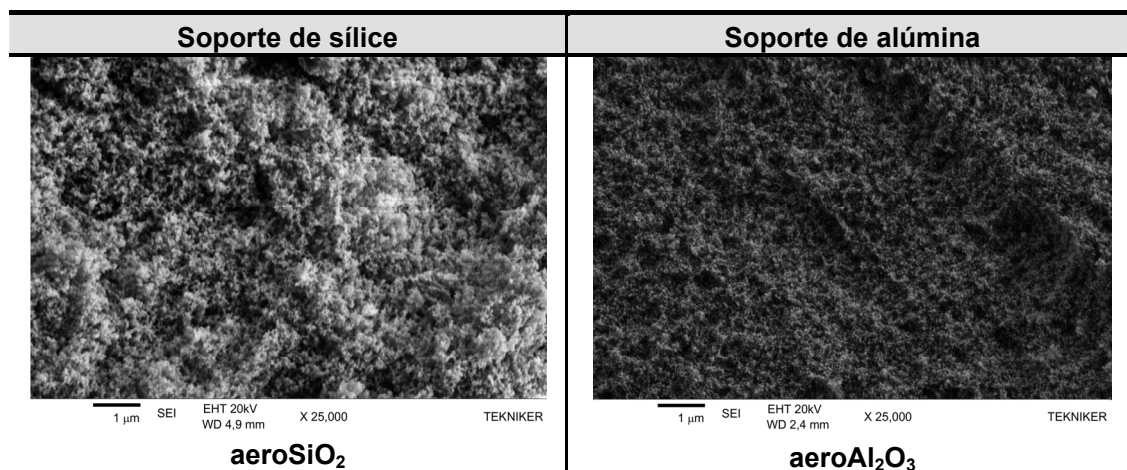 Soporte de sílice
Soporte de alúmina
1 μm SEI EHT 20kV WD 4,9 mm X 25,000 TEKNIKER
1 μm SEI EHT 20kV WD 2,4 mm X 25,000 TEKNIKER
aeroSiO₂
aeroAl₂O₃